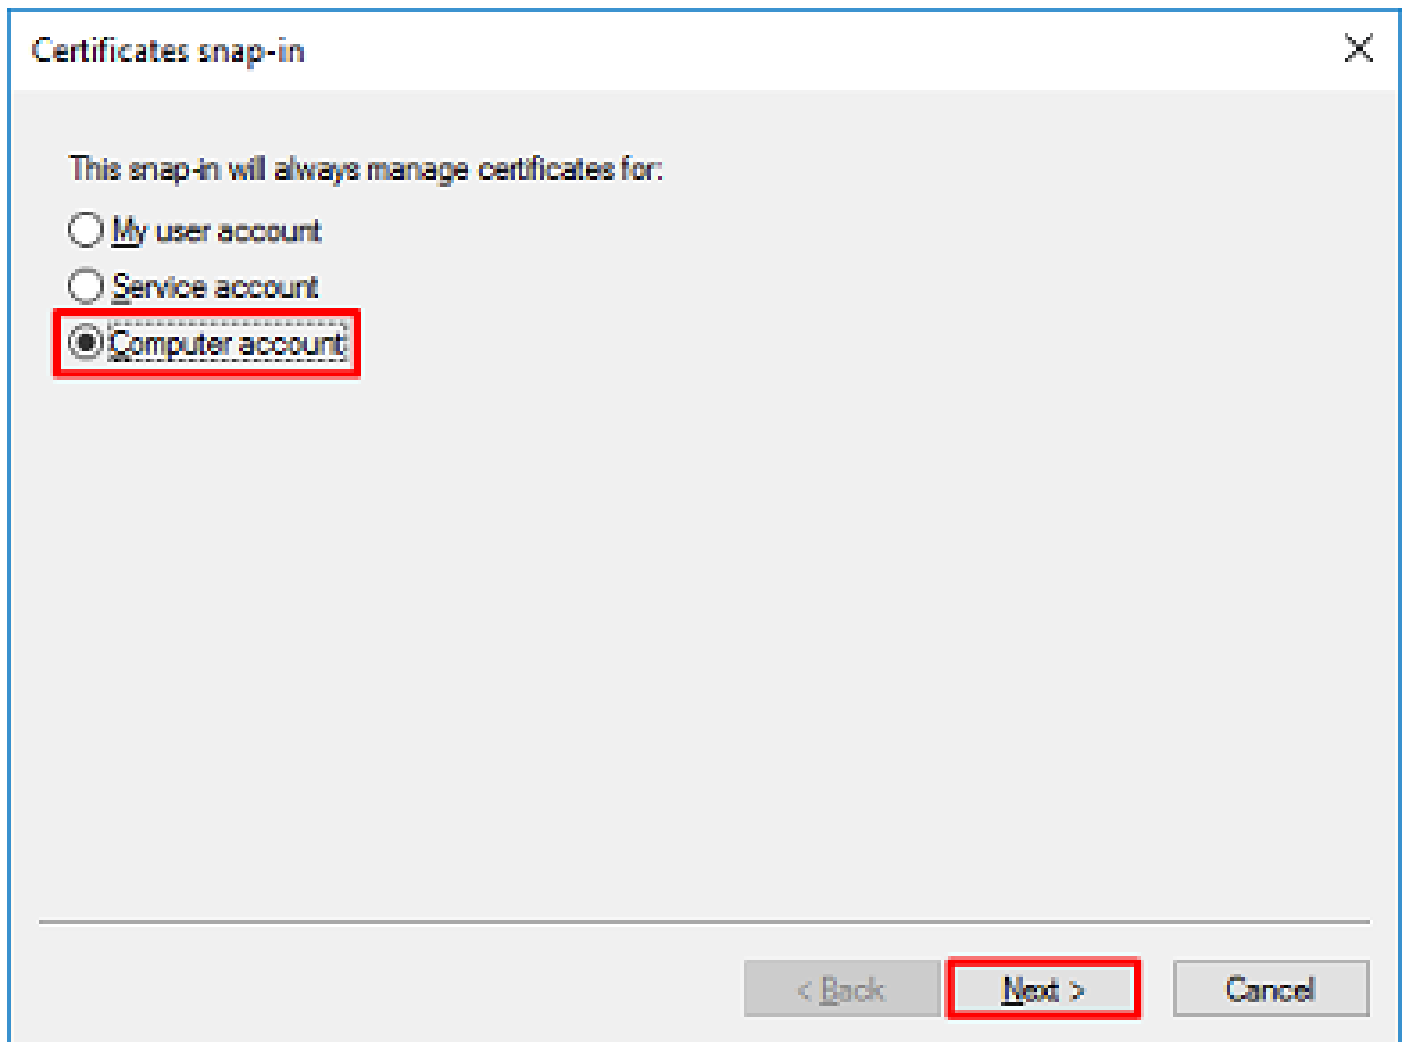 Certificates snap-in
This snap-in will always manage certificates for:
My user account
Service account
Computer account
< Back
Next >
Cancel